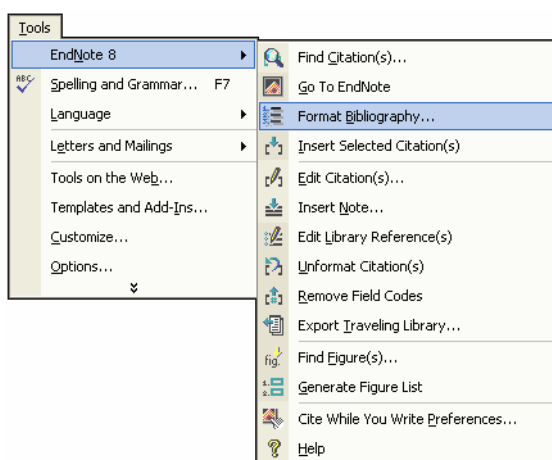 Tools
EndNote 8
Spelling and Grammar... F7
Language
Letters and Mailings
Tools on the Web...
Templates and Add-Ins...
Customize...
Options...
Find Citation(s)...
Go To EndNote
Format Bibliography...
Insert Selected Citation(s)
Edit Citation(s)...
Insert Note...
Edit Library Reference(s)
Unformat Citation(s)
Remove Field Codes
Export Traveling Library...
Find Figure(s)...
Generate Figure List
Cite While You Write Preferences...
Help